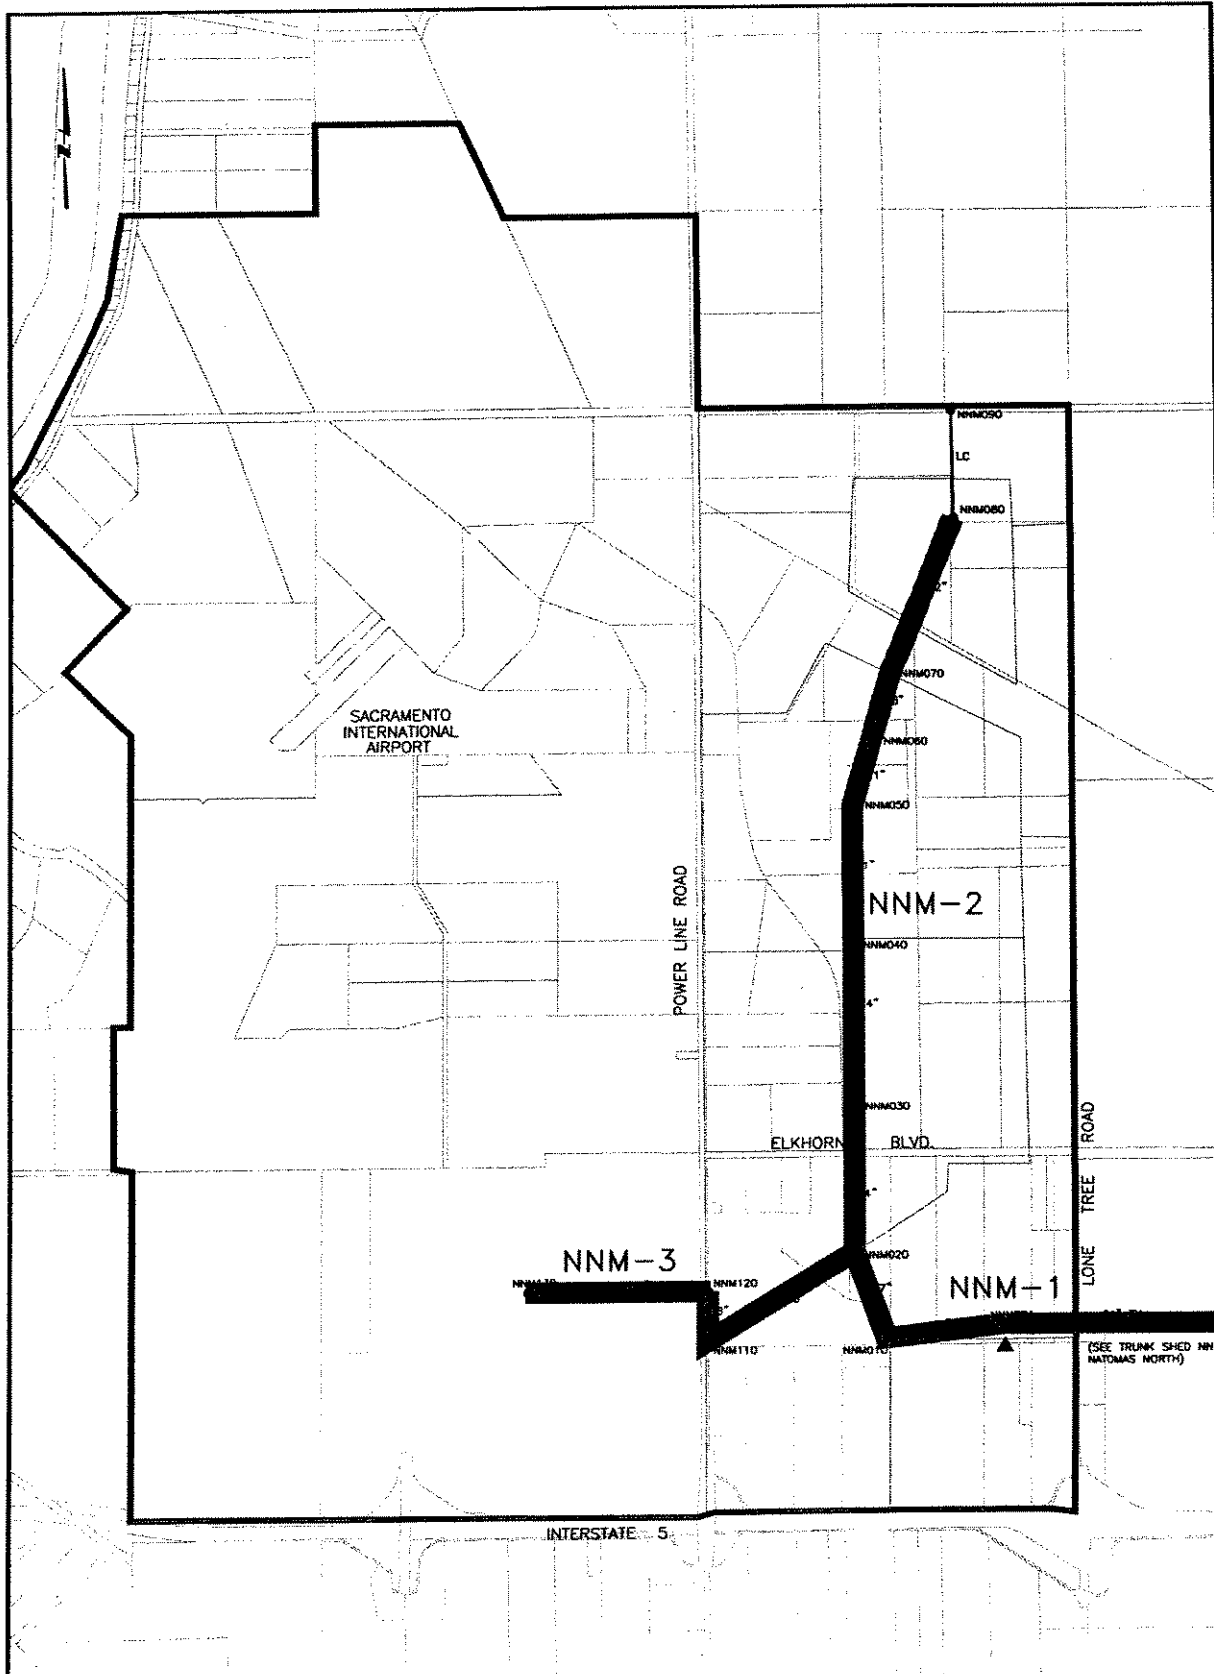 NNM090
LC
NNM080
NNM070
NNM060
NNM050
SACRAMENTO
INTERNATIONAL
AIRPORT
POWER LINE ROAD
NNM-2
NNM040
NNM030
ELKHORN BLVD.
LONE TREE ROAD
NNM020
NNM-3
NNM-1
NNM120
NNM110
NNM010
(SEE TRUNK SHED NN
NATOMAS NORTH)
INTERSTATE 5